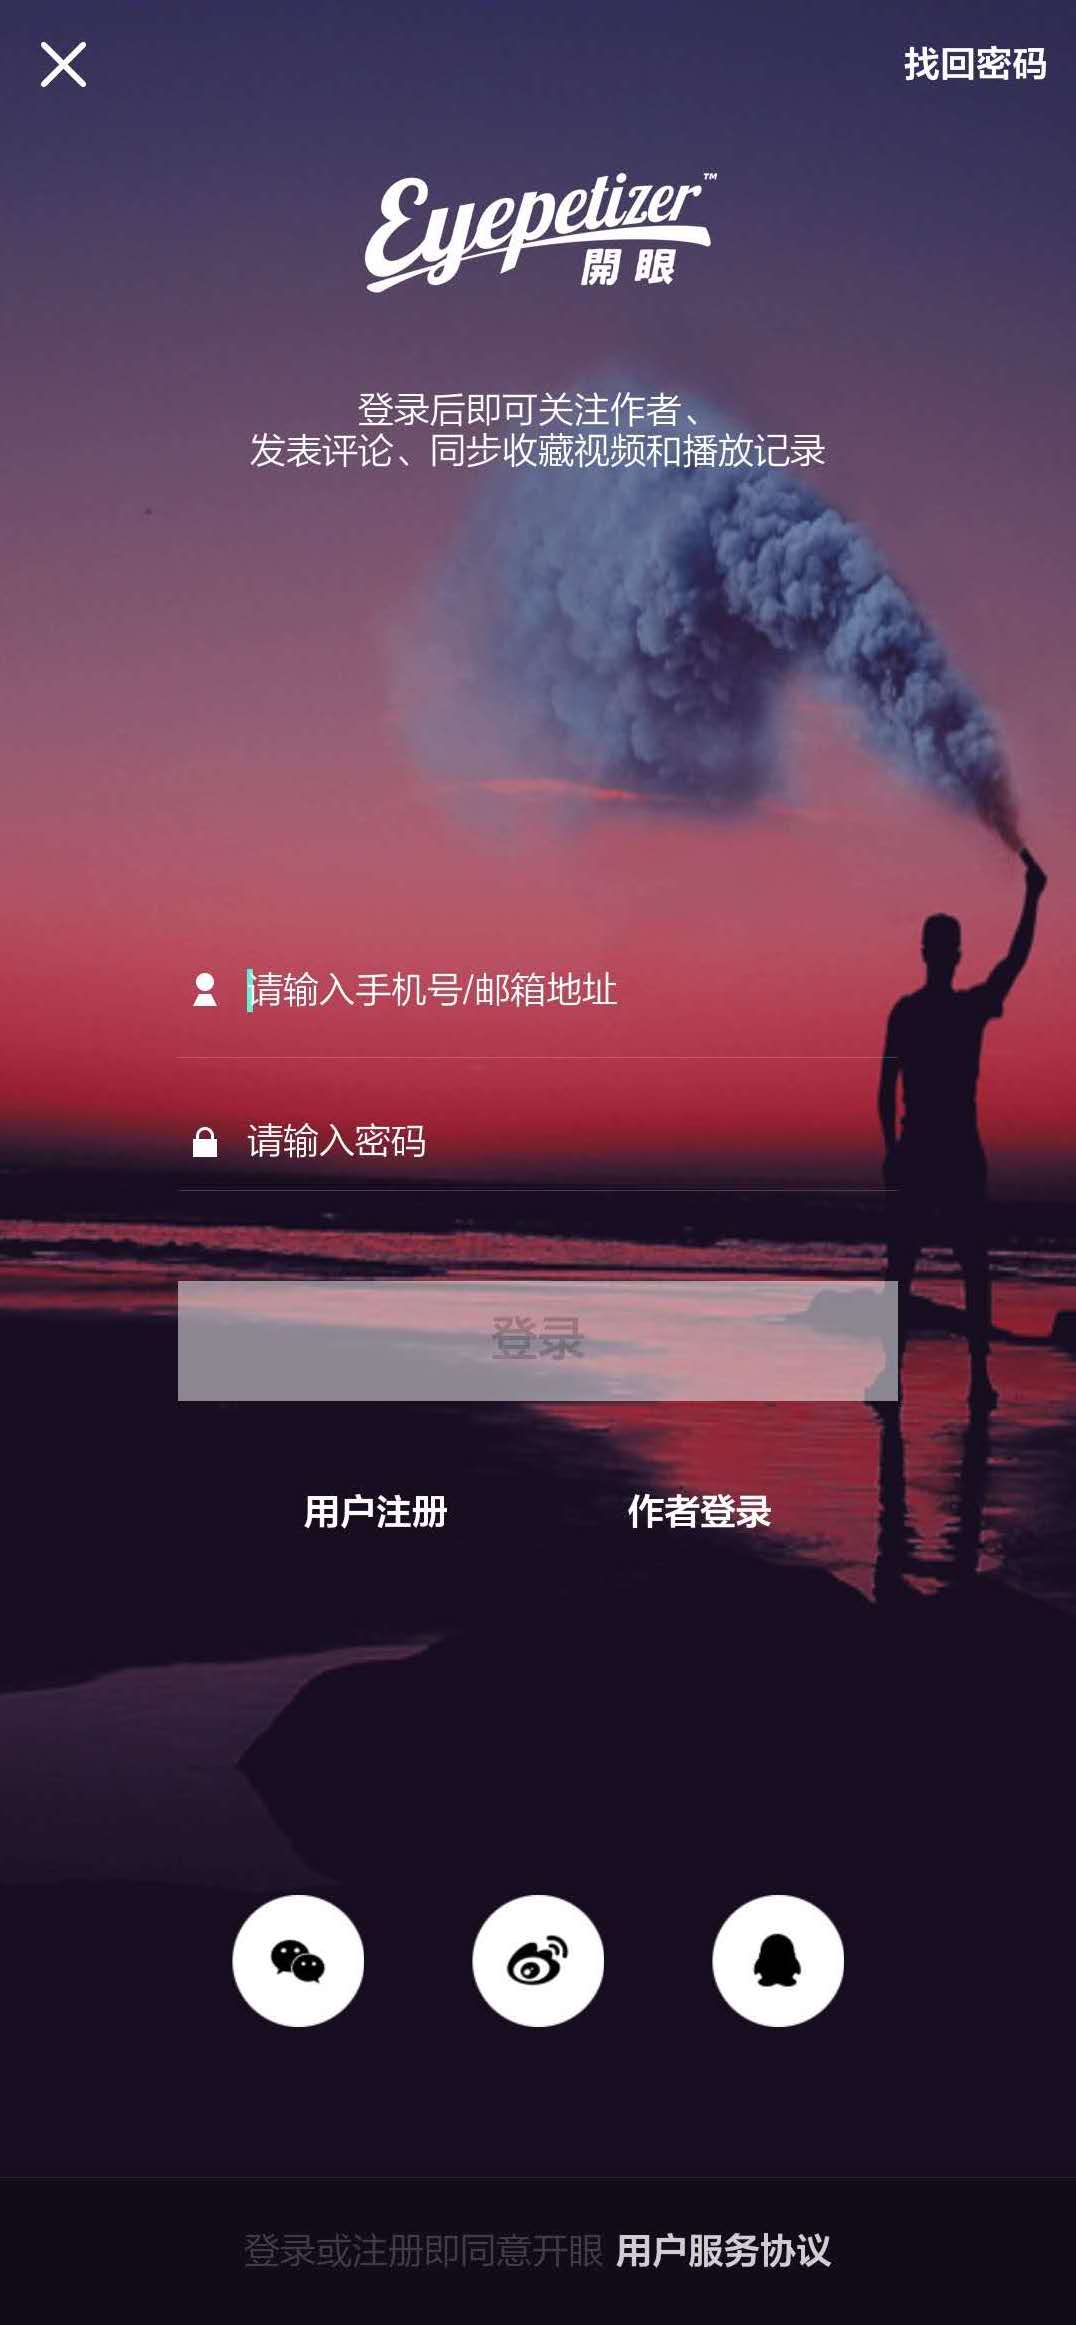 找回密码
Eyepetizer™
開眼
登录后即可关注作者、
发表评论、同步收藏视频和播放记录
请输入手机号/邮箱地址
请输入密码
登录
用户注册 作者登录
登录或注册即同意开眼 用户服务协议